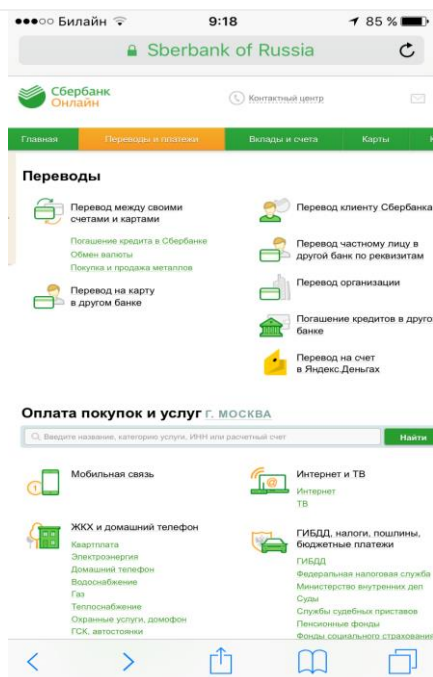 Билайн 9:18 85 %
Sberbank of Russia
Сбербанк
Онлайн
Контактный центр
Главная Переводы и платежи Вклады и счета Карты К
Переводы
Перевод между своими
счетами и картами
Погашение кредита в Сбербанке
Обмен валюты
Покупка и продажа металлов
Перевод на карту
в другом банке
Перевод клиенту Сбербанка
Перевод частному лицу в
другой банк по реквизитам
Перевод организации
Погашение кредитов в друго
банке
Перевод на счет
в Яндекс.Деньгах
Оплата покупок и услуг г. МОСКВА
Введите название, категорию услуги, ИНН или расчетный счет Найти
Мобильная связь
Интернет и ТВ
Интернет
ТВ
ЖКХ и домашний телефон
Квартплата
Электроэнергия
Домашний телефон
Водоснабжение
Газ
Теплоснабжение
Охранные услуги, домофон
ГСК, автостоянки
ГИБДД, налоги, пошлины,
бюджетные платежи
ГИБДД
Федеральная налоговая служба
Министерство внутренних дел
Суды
Службы судебных приставов
Пенсионные фонды
Фонды социального страхования